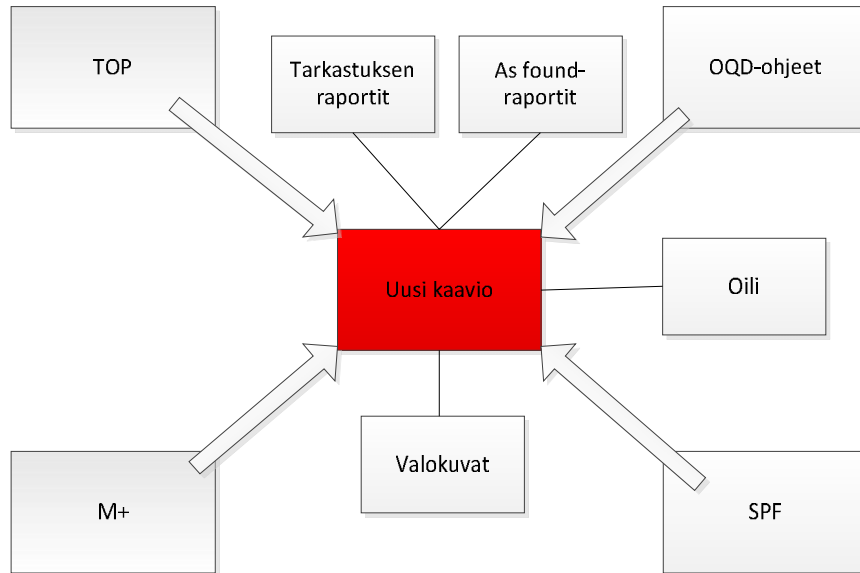 TOP
Tarkastuksen
raportit
As found-
raportit
OQD-ohjeet
Uusi kaavio
Oili
Valokuvat
M+
SPF